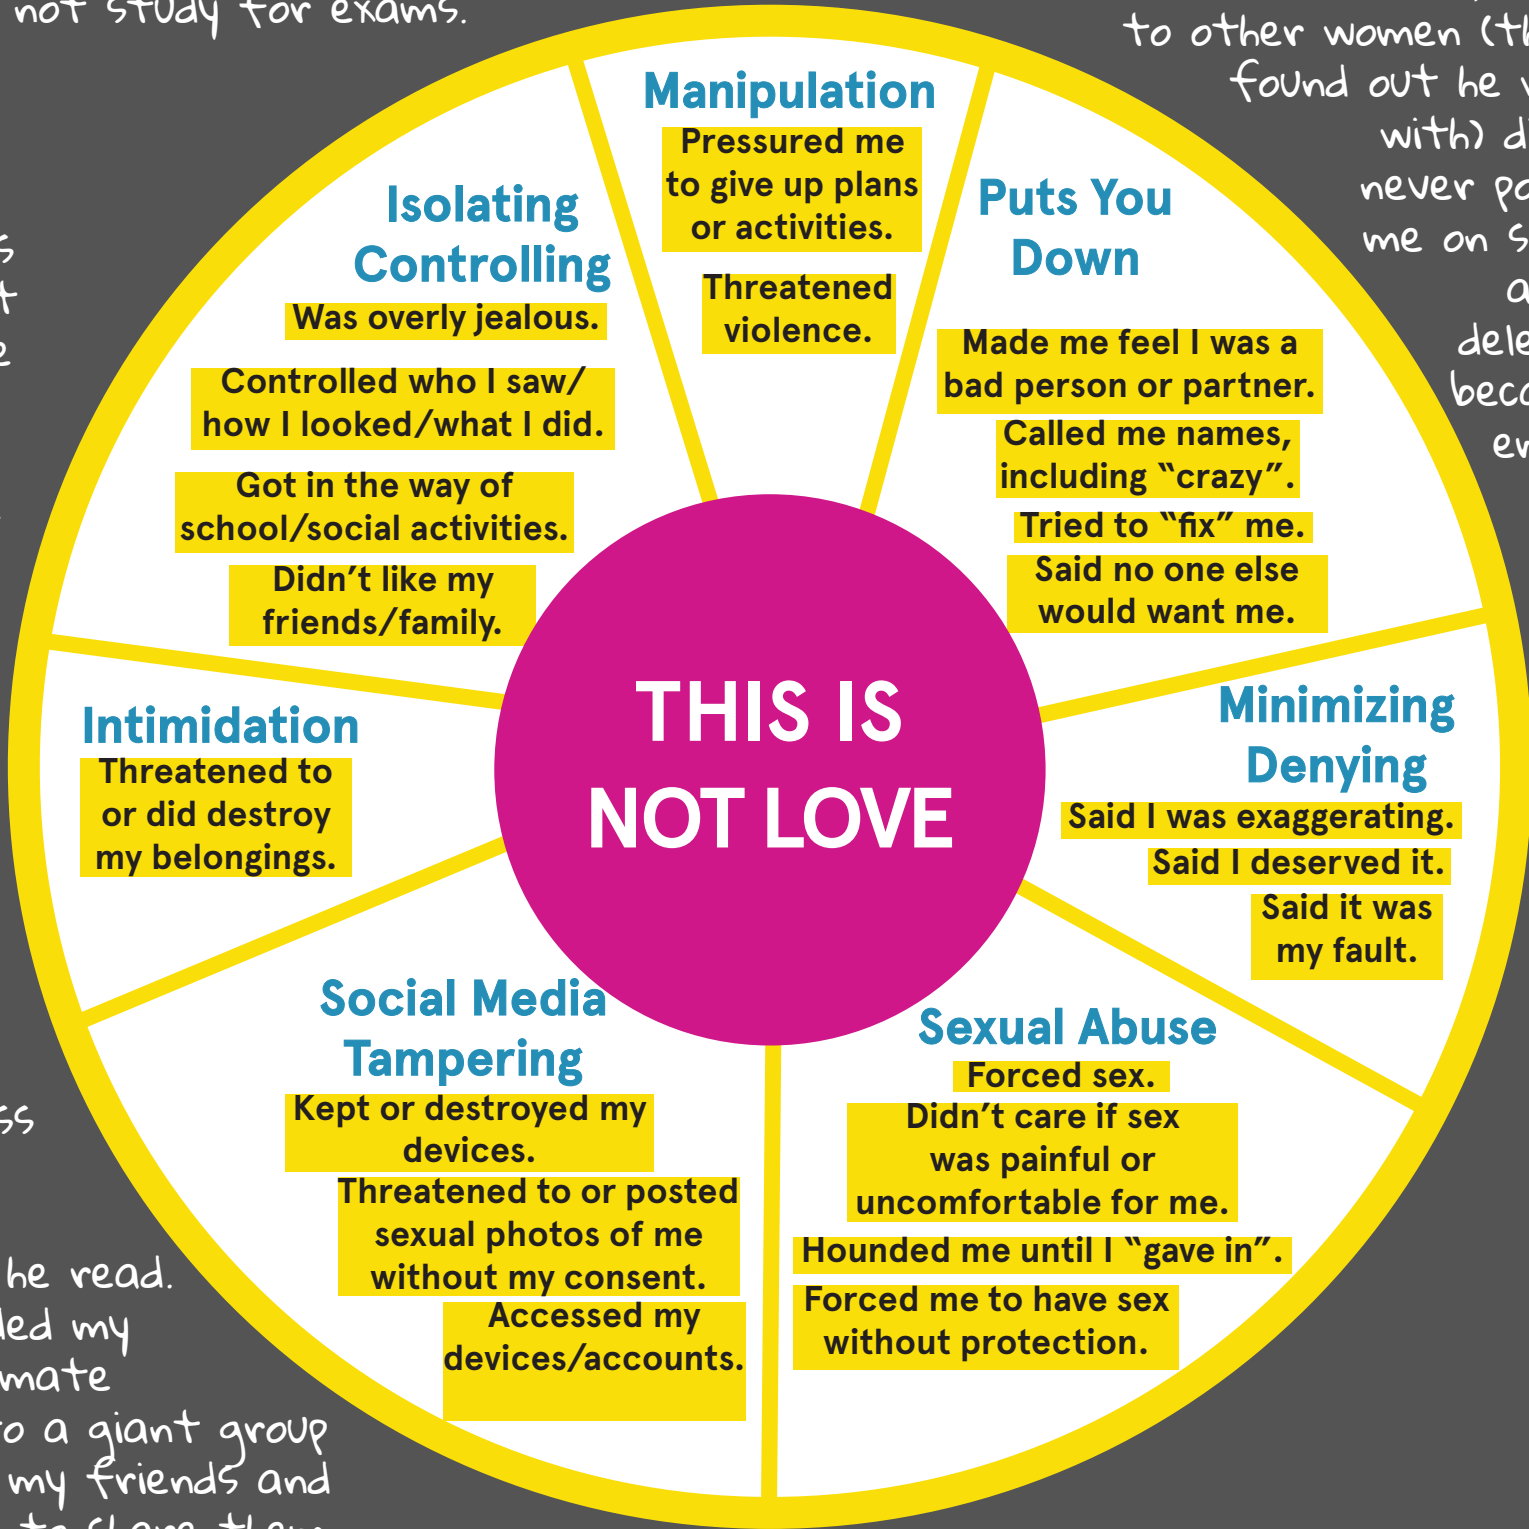 not study for exams.
to other women
found out he
with)
never
me on
Manipulation
Pressured me
to give up plans
or activities.
Threatened
violence.
Puts You
Down
Made me feel I was a
bad person or partner.
Called me names,
including “crazy”.
Tried to “fix” me.
Said no one else
would want me.
Minimizing
Denying
Said I was exaggerating.
Said I deserved it.
Said it was
my fault.
Sexual Abuse
Forced sex.
Didn’t care if sex
was painful or
uncomfortable for me.
Hounded me until I “gave in”.
Forced me to have sex
without protection.
Social Media
Tampering
Kept or destroyed my
devices.
Threatened to or posted
sexual photos of me
without my consent.
Accessed my
devices/accounts.
Intimidation
Threatened to
or did destroy
my belongings.
Isolating
Controlling
Was overly jealous.
Controlled who I saw/
how I looked/what I did.
Got in the way of
school/social activities.
Didn’t like my
friends/family.
THIS IS
NOT LOVE
he read.
my
a giant group
my friends and